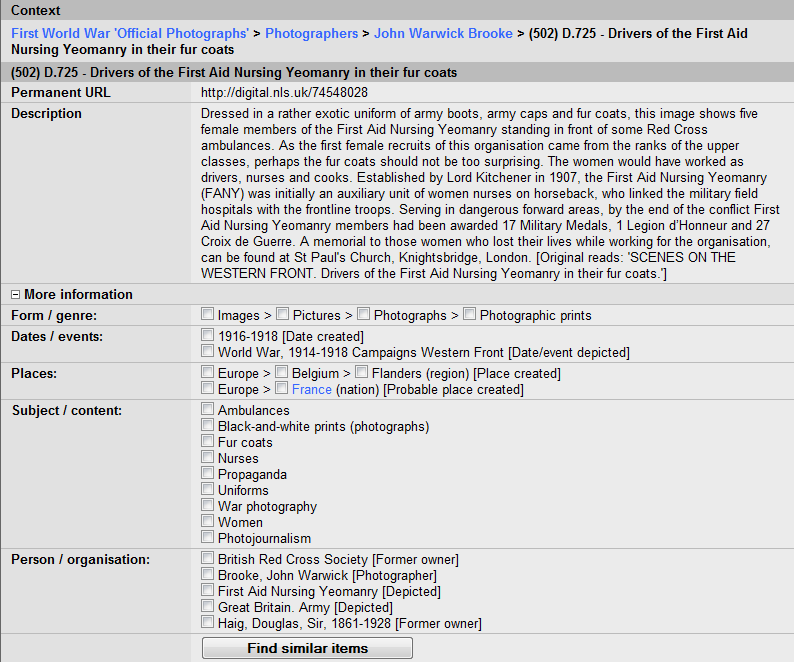 Context
First World War 'Official Photographs' > Photographers > John Warwick Brooke > (502) D.725 - Drivers of the First Aid
Nursing Yeomanry in their fur coats
(502) D.725 - Drivers of the First Aid Nursing Yeomanry in their fur coats
Permanent URL http://digital.nls.uk/74548028
Description Dressed in a rather exotic uniform of army boots, army caps and fur coats, this image shows five
female members of the First Aid Nursing Yeomanry standing in front of some Red Cross
ambulances. As the first female recruits of this organisation came from the ranks of the upper
classes, perhaps the fur coats should not be too surprising. The women would have worked as
drivers, nurses and cooks. Established by Lord Kitchener in 1907, the First Aid Nursing Yeomanry
(FANY) was initially an auxiliary unit of women nurses on horseback, who linked the military field
hospitals with the frontline troops. Serving in dangerous forward areas, by the end of the conflict First
Aid Nursing Yeomanry members had been awarded 17 Military Medals, 1 Legion d'Honneur and 27
Croix de Guerre. A memorial to those women who lost their lives while working for the organisation,
can be found at St Paul's Church, Knightsbridge, London. [Original reads: 'SCENES ON THE
WESTERN FRONT. Drivers of the First Aid Nursing Yeomanry in their fur coats.']
More information
Form / genre: Images > Pictures > Photographs > Photographic prints
Dates / events: 1916-1918 [Date created]
World War, 1914-1918 Campaigns Western Front [Date/event depicted]
Places: Europe > Belgium > Flanders (region) [Place created]
Europe > France (nation) [Probable place created]
Subject / content: Ambulances
Black-and-white prints (photographs)
Fur coats
Nurses
Propaganda
Uniforms
War photography
Women
Photojournalism
Person / organisation: British Red Cross Society [Former owner]
Brooke, John Warwick [Photographer]
First Aid Nursing Yeomanry [Depicted]
Great Britain. Army [Depicted]
Haig, Douglas, Sir, 1861-1928 [Former owner]
Find similar items